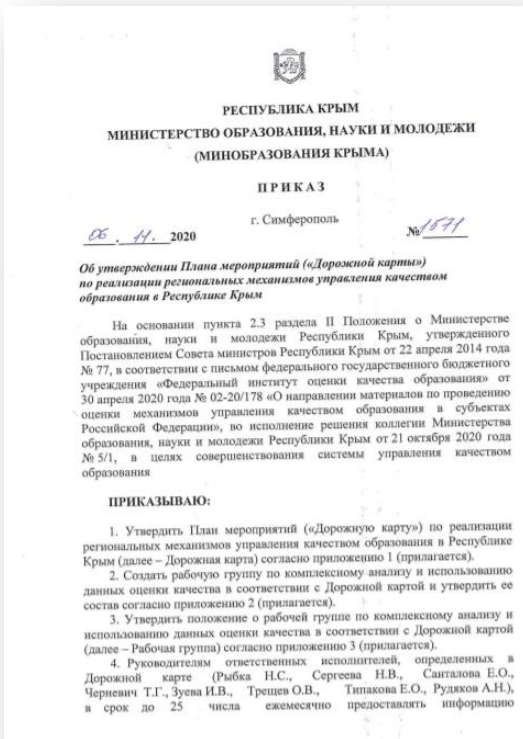 РЕСПУБЛИКА КРЫМ
МИНИСТЕРСТВО ОБРАЗОВАНИЯ, НАУКИ И МОЛОДЕЖИ
(МИНОБРАЗОВАНИЯ КРЫМА)
ПРИКАЗ
г. Симферополь
06 . 11. 2020 №1571
Об утверждении Плана мероприятий («Дорожной карты»)
по реализации региональных механизмов управления качеством
образования в Республике Крым
На основании пункта 2.3 раздела II Положения о Министерстве
образования, науки и молодежи Республики Крым, утвержденного
Постановлением Совета министров Республики Крым от 22 апреля 2014 года
№ 77, в соответствии с письмом федерального государственного бюджетного
учреждения «Федеральный институт оценки качества образования» от
30 апреля 2020 года № 02-20/178 «О направлении материалов по проведению
оценки механизмов управления качеством образования в субъектах
Российской Федерации», во исполнение решения коллегии Министерства
образования, науки и молодежи Республики Крым от 21 октября 2020 года
№ 5/1, в целях совершенствования системы управления качеством
образования
ПРИКАЗЫВАЮ:
1. Утвердить План мероприятий («Дорожную карту») по реализации
региональных механизмов управления качеством образования в Республике
Крым (далее – Дорожная карта) согласно приложению 1 (прилагается).
2. Создать рабочую группу по комплексному анализу и использованию
данных оценки качества в соответствии с Дорожной картой и утвердить ее
состав согласно приложению 2 (прилагается).
3. Утвердить положение о рабочей группе по комплексному анализу и
использованию данных оценки качества в соответствии с Дорожной картой
(далее – Рабочая группа) согласно приложению 3 (прилагается).
4. Руководителям ответственных исполнителей, определенных в
Дорожной карте (Рыбка Н.С., Сергеева Н.В., Санталова Е.О.,
Черневич Т.Г., Зуева И.В., Трещев О.В., Типакова Е.О., Рудяков А.Н.),
в срок до 25 числа ежемесячно предоставлять информацию